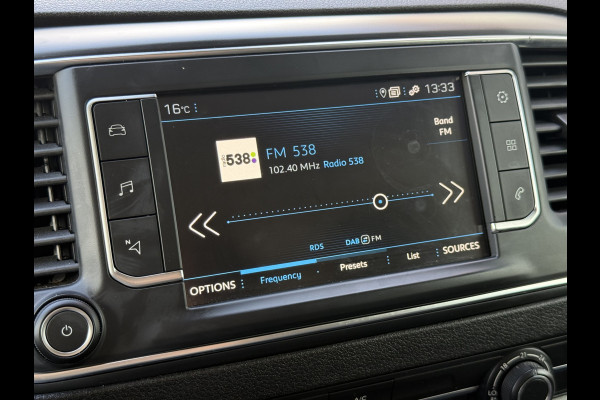 16°C
13:33
Band
FM
538
FM 538
102.40 MHz Radio 538
RDS
DAB FM
OPTIONS
Frequency
Presets
List
SOURCES
N